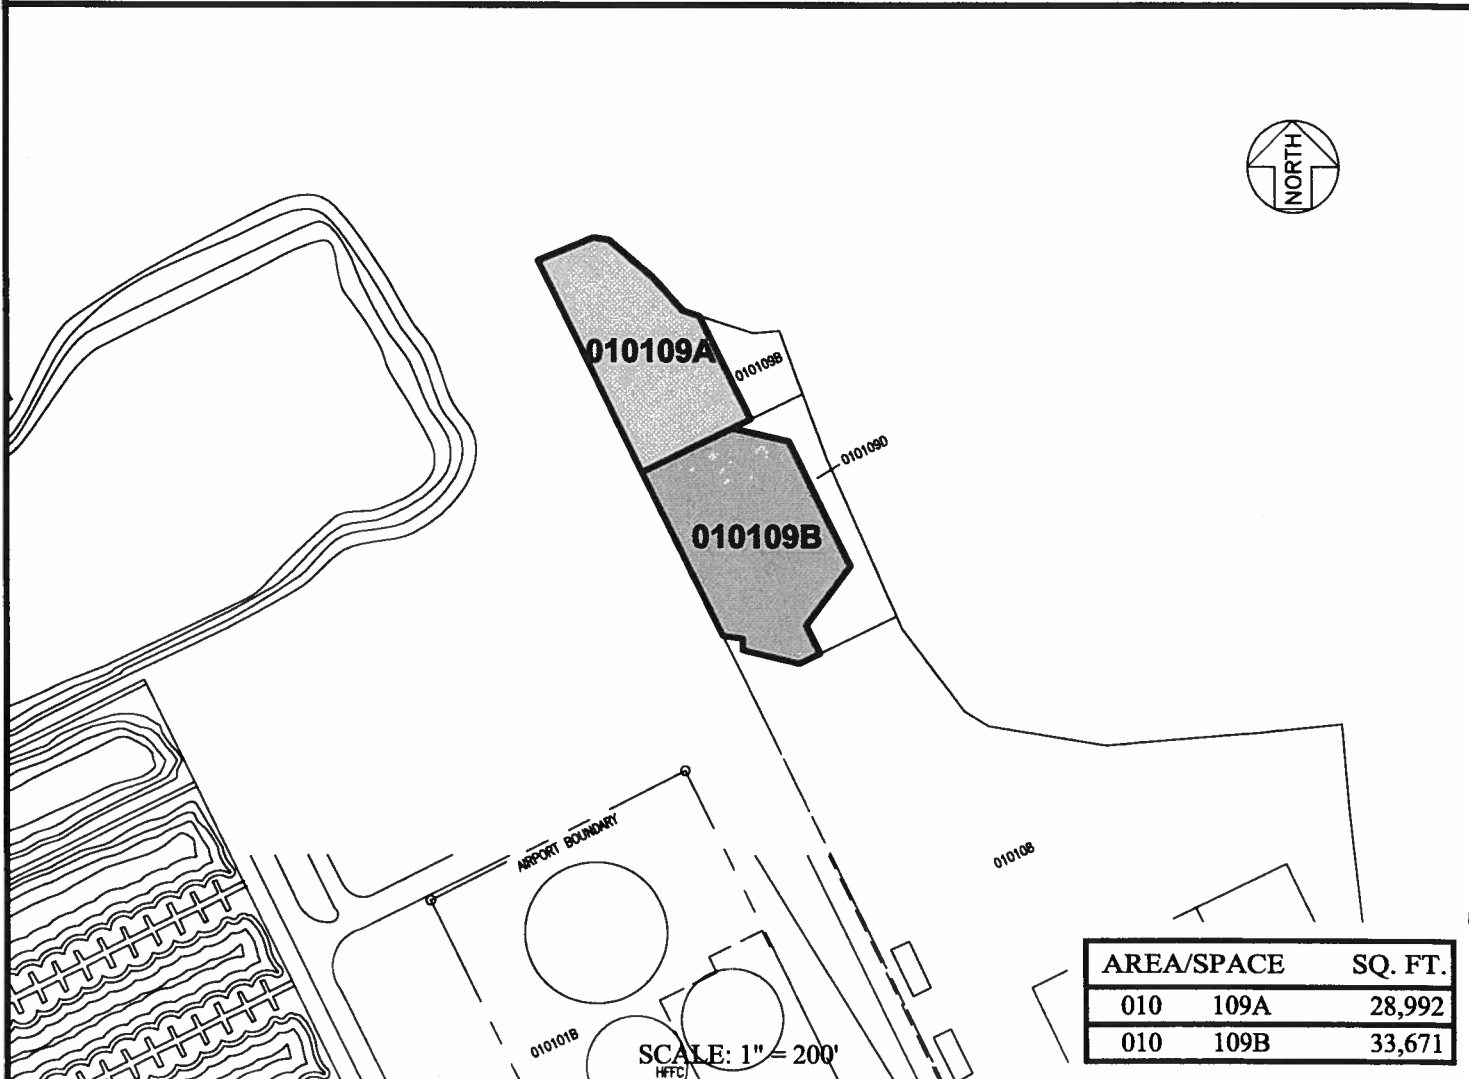 NORTH
010109A
010109B
010109D
010109B
AIRPORT BOUNDARY
010108
010101B
SCALE: 1" = 200'
HFFC
AREA/SPACE SQ. FT.
010 109A 28,992
010 109B 33,671